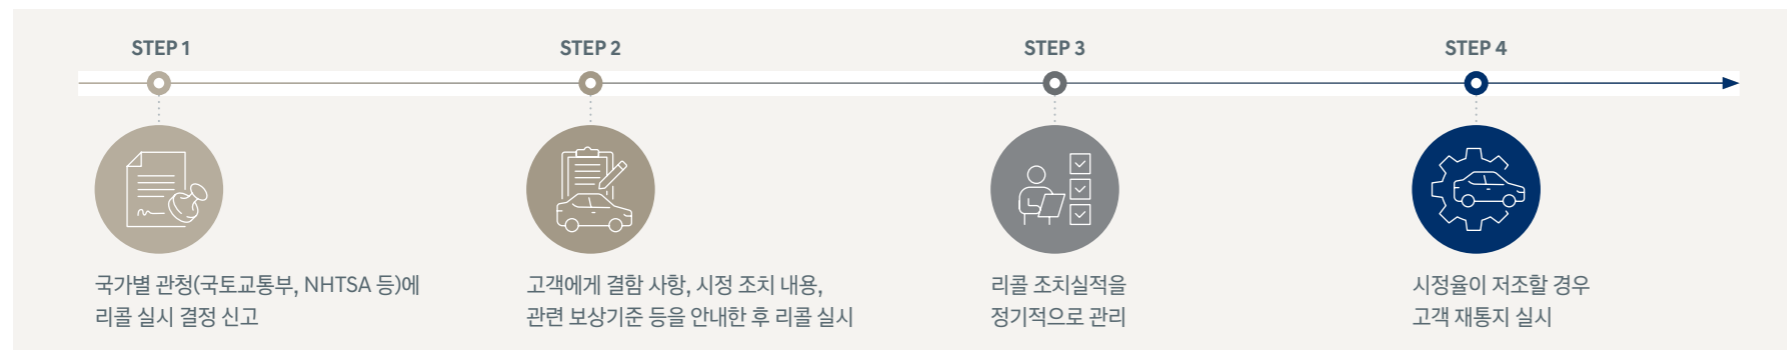 STEP 1
국가별 관청(국토교통부, NHTSA 등)에
리콜 실시 결정 신고
STEP 2
고객에게 결함 사항, 시정 조치 내용,
관련 보상기준 등을 안내한 후 리콜 실시
STEP 3
리콜 조치실적을
정기적으로 관리
STEP 4
시정율이 저조할 경우
고객 재통지 실시